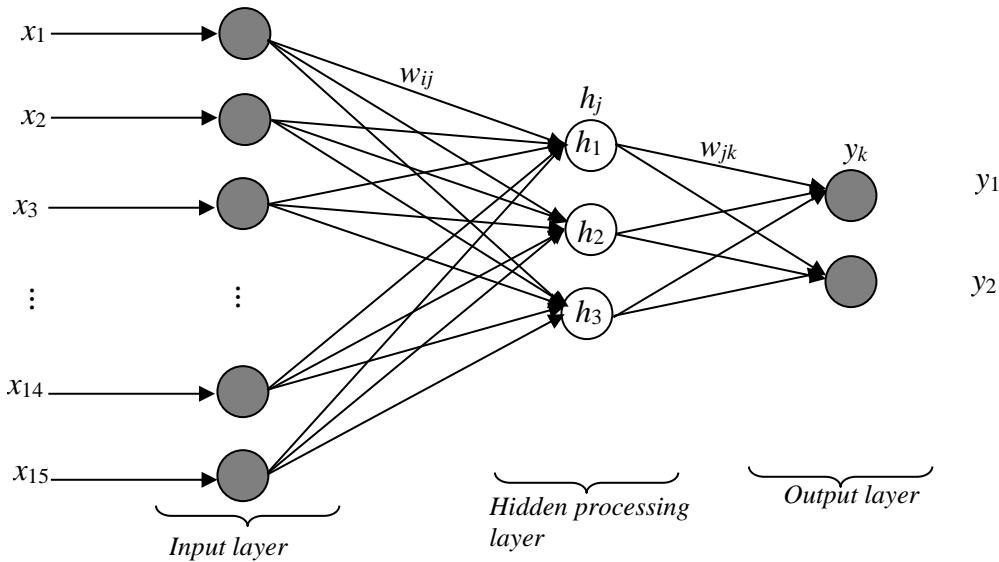 x1
wij
x2
hj
h1
wjk
yk
y1
x3
h2
y2
⋮
⋮
h3
x14
x15
Input layer
Hidden processing
layer
Output layer